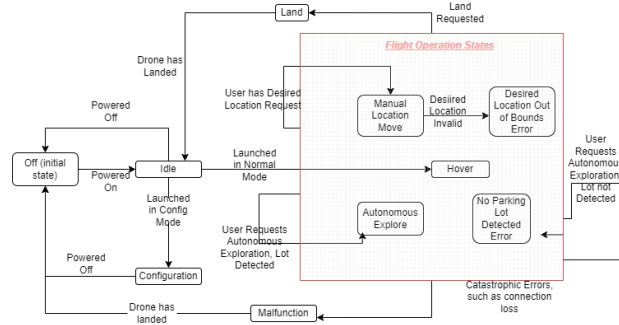 Land
Land
Requested
Flight Operation States
Drone has
Landed
User has Desired
Location Request
Manual
Location
Move
Desiired
Location
Invalid
Desired
Location Out
of Bounds
Error
Powered
Off
Off (initial
state)
Powered
On
Idle
Launched
in Normal
Mode
Hover
User
Requests
Autonomous
Exploration,
Lot not
Detected
Launched
in Config
Mode
Autonomous
Explore
No Parking
Lot
Detected
Error
User Requests
Autonomous
Exploration, Lot
Detected
Powered
Off
Configuration
Catastrophic Errors,
such as connection
loss
Drone has
landed
Malfunction